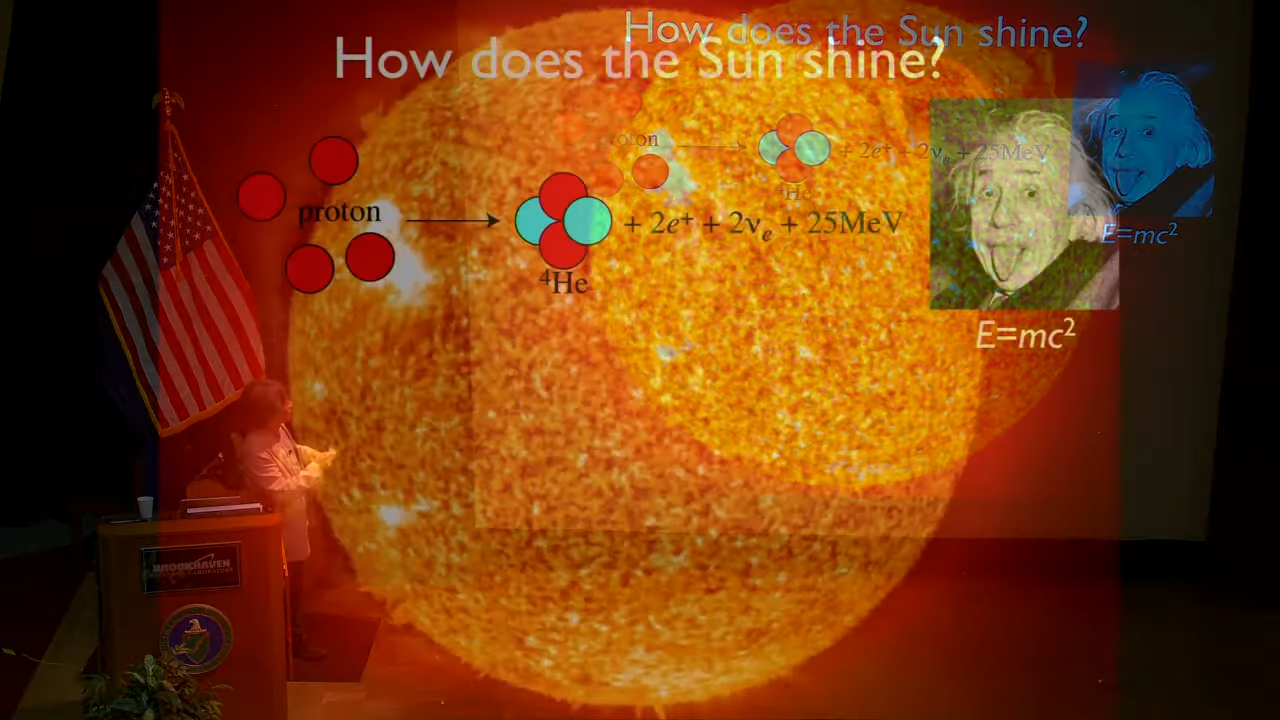 How does the Sun shine?
How does the Sun shine?
proton
⁴He
+ 2e⁺ + 2νₑ + 25MeV
E=mc²
+ 2e⁺ + 2νₑ + 25MeV
⁴He
E=mc²
BROOKHAVEN